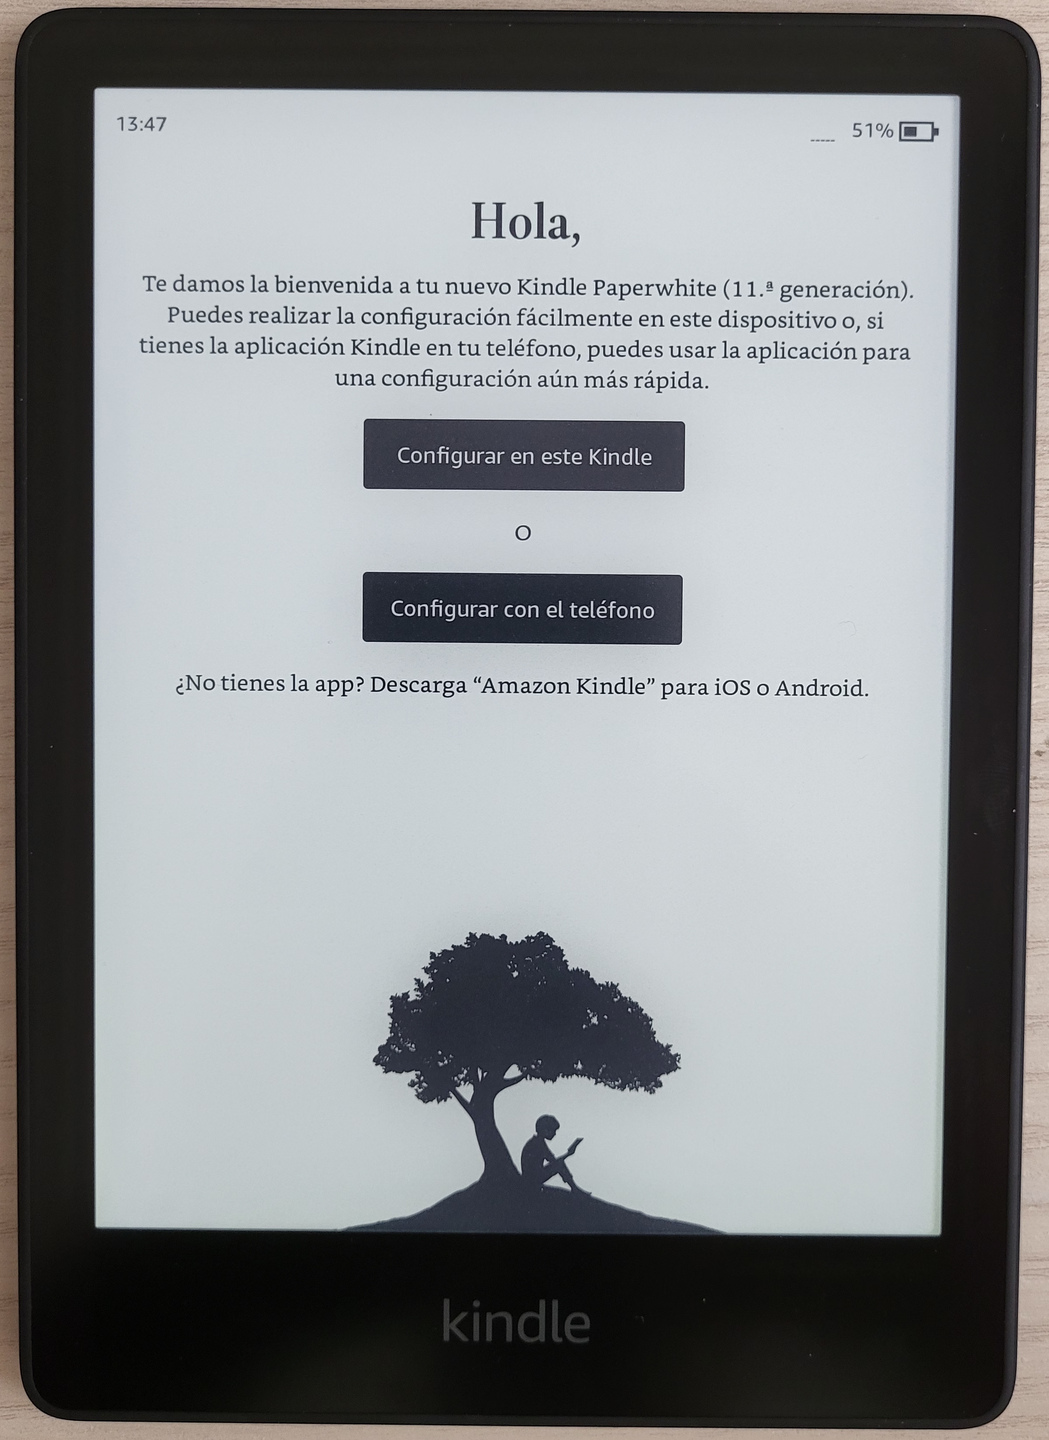 13:47
51%
Hola,
Te damos la bienvenida a tu nuevo Kindle Paperwhite (11.ª generación).
Puedes realizar la configuración fácilmente en este dispositivo o, si
tienes la aplicación Kindle en tu teléfono, puedes usar la aplicación para
una configuración aún más rápida.
Configurar en este Kindle
O
Configurar con el teléfono
¿No tienes la app? Descarga “Amazon Kindle” para iOS o Android.
kindle